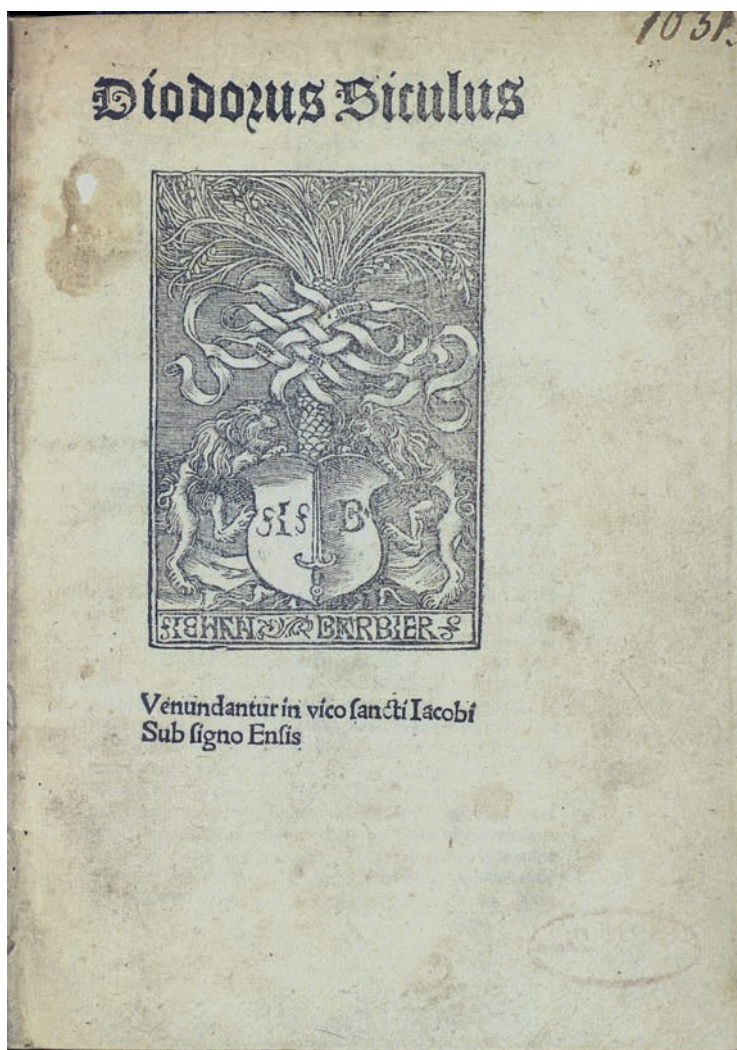 1031.
Diodorus Siculus
I B
IEHAN BARBIER
Venundantur in vico sancti Iacobi
Sub signo Ensis